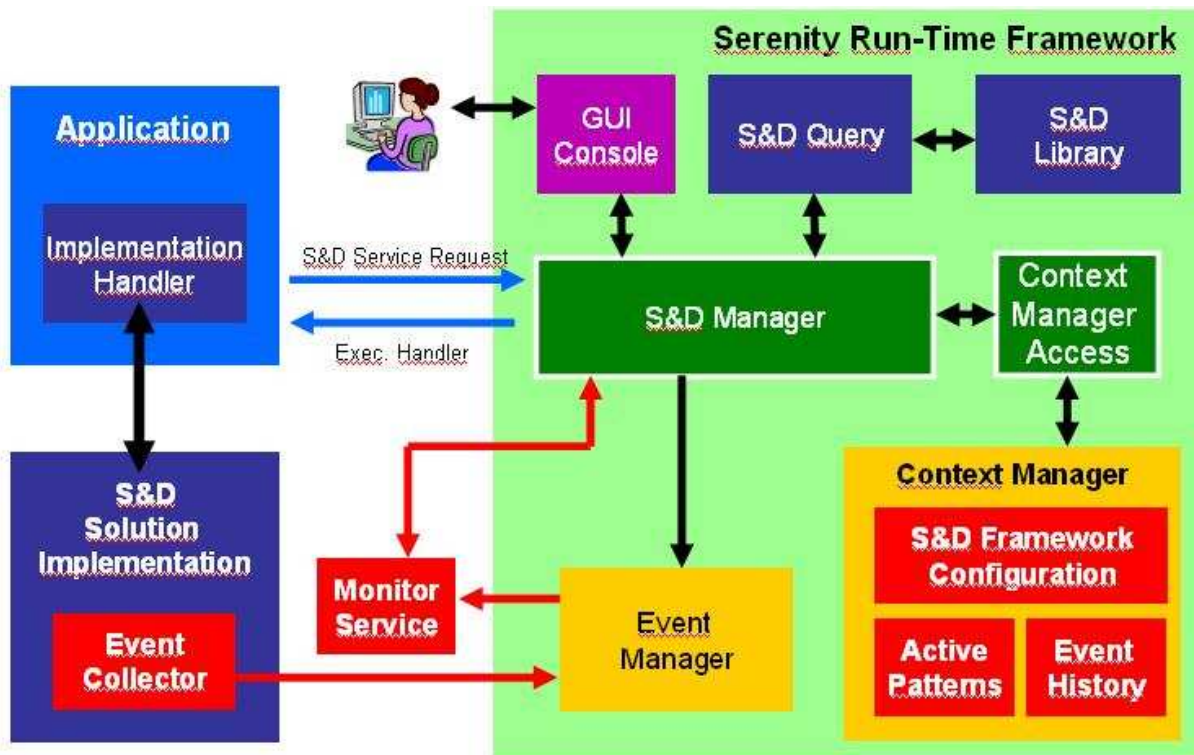 Serenity Run-Time Framework
Application
GUI
Console
S&D Query
S&D
Library
Implementation
Handler
S&D Service Request
Exec. Handler
S&D Manager
Context
Manager
Access
S&D
Solution
Implementation
Event
Collector
Monitor
Service
Event
Manager
Context Manager
S&D Framework
Configuration
Active
Patterns
Event
History